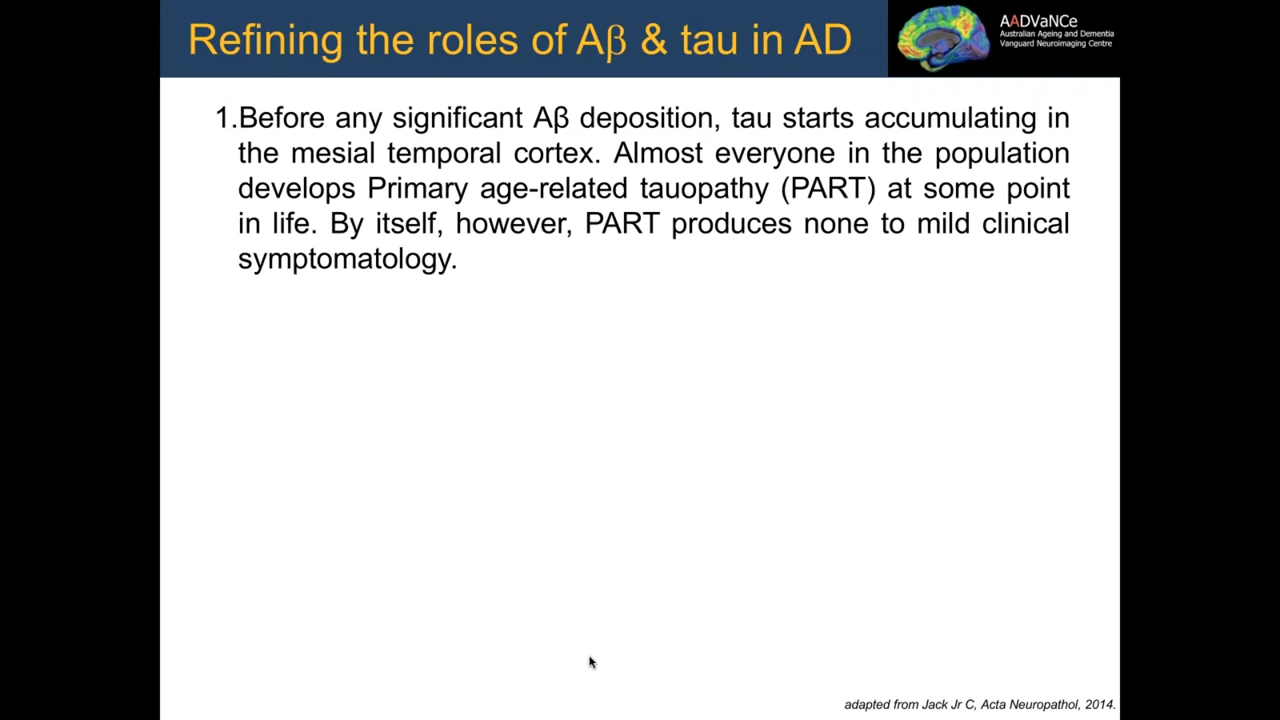 Refining the roles of Aβ & tau in AD
AADVaNCe
Australian Ageing and Dementia
Vanguard Neuroimaging Centre
1.Before any significant Aβ deposition, tau starts accumulating in
the mesial temporal cortex. Almost everyone in the population
develops Primary age-related tauopathy (PART) at some point
in life. By itself, however, PART produces none to mild clinical
symptomatology.
adapted from Jack Jr C, Acta Neuropathol, 2014.